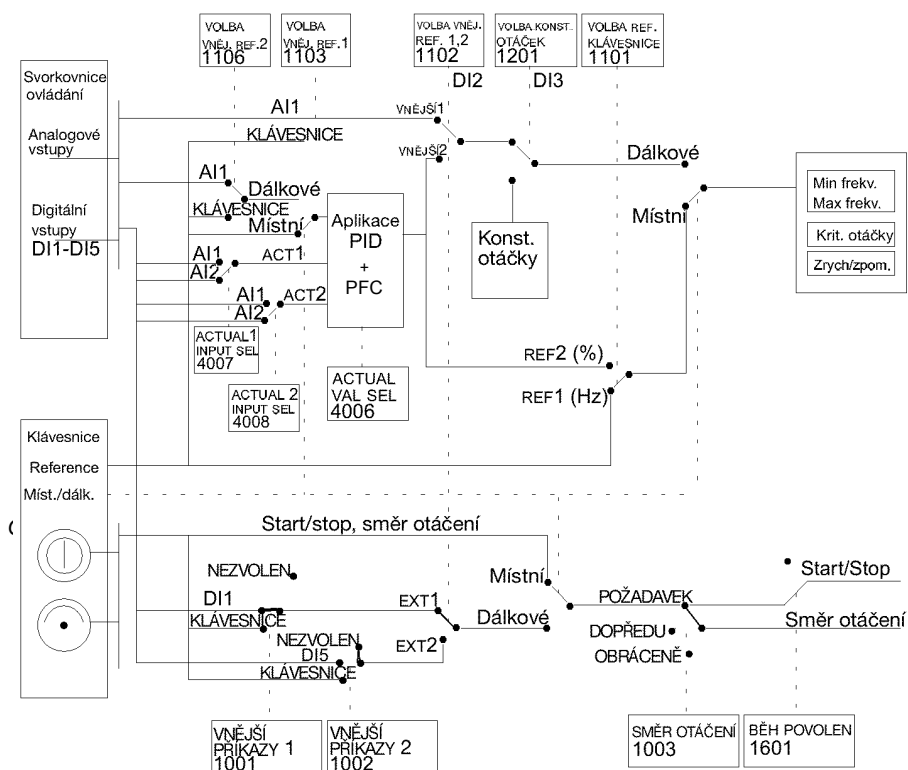 VOLBA
VNĚJ. REF.2
1106
VOLBA
VNĚJ. REF.1
1103
VOLBA VNĚJ.
REF. 1,2
1102
VOLBA KONST.
OTÁČEK
1201
VOLBA REF.
KLÁVESNICE
1101
DI2
DI3
Svorkovnice
ovládání
Analogové
vstupy
Digitální
vstupy
DI1-DI5
AI1
KLÁVESNICE
VNĚJŠÍ1
VNĚJŠÍ2
AI1
Dálkové
KLÁVESNICE
Místní
AI1
AI2
ACT1
AI1
AI2
ACT2
Aplikace
PID
+
PFC
Konst.
otáčky
Dálkové
Místní
Min frekv.
Max frekv.
Krit. otáčky
Zrych/zpom.
ACTUAL1
INPUT SEL
4007
ACTUAL 2
INPUT SEL
4008
ACTUAL
VAL SEL
4006
REF2 (%)
REF1 (Hz)
Klávesnice
Reference
Míst./dálk.
Start/stop, směr otáčení
NEZVOLEN
DI1
KLÁVESNICE
NEZVOLEN
DI5
KLÁVESNICE
EXT1
EXT2
Místní
Dálkové
POŽADAVEK
DOPŘEDU
OBRÁCENĚ
Start/Stop
Směr otáčení
VNĚJŠÍ
PŘÍKAZY 1
1001
VNĚJŠÍ
PŘÍKAZY 2
1002
SMĚR OTÁČENÍ
1003
BĚH POVOLEN
1601